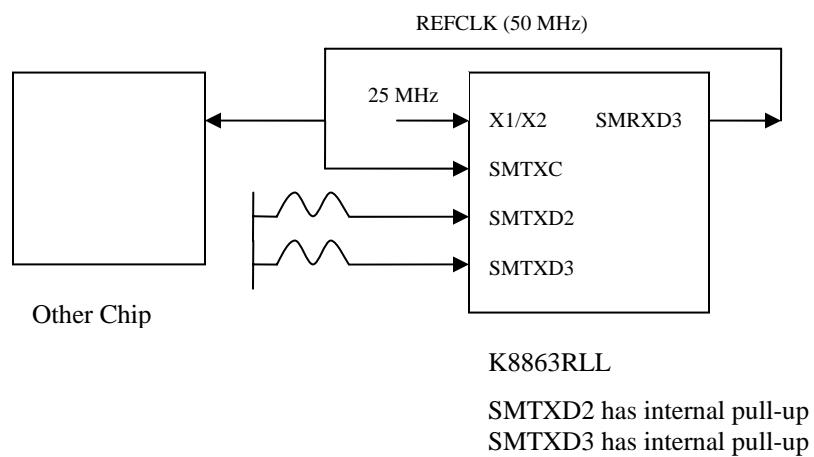 REFCLK (50 MHz)
25 MHz
X1/X2 SMRXD3
SMTXC
SMTXD2
SMTXD3
Other Chip
K8863RLL
SMTXD2 has internal pull-up
SMTXD3 has internal pull-up